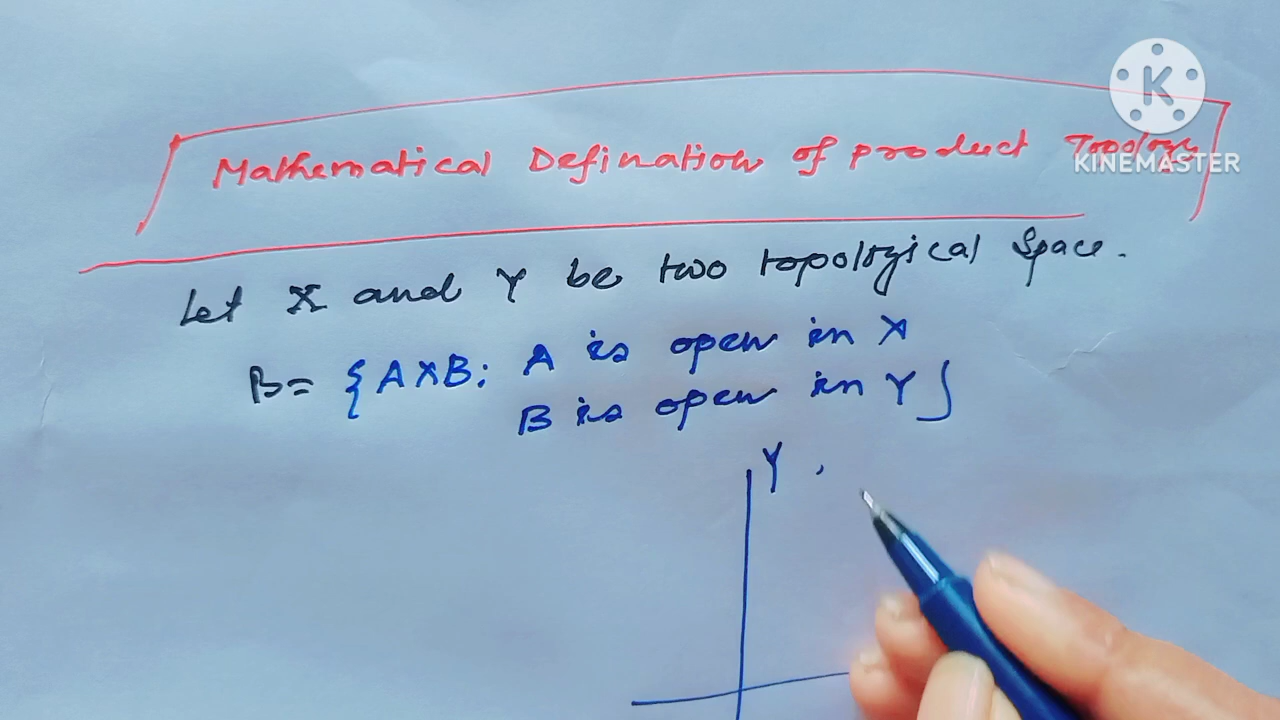 Mathematical Defination of product Topology
KINEMASTER
Let X and Y be two topological space.
B = {A×B; A is open in X
B is open in Y}
Y